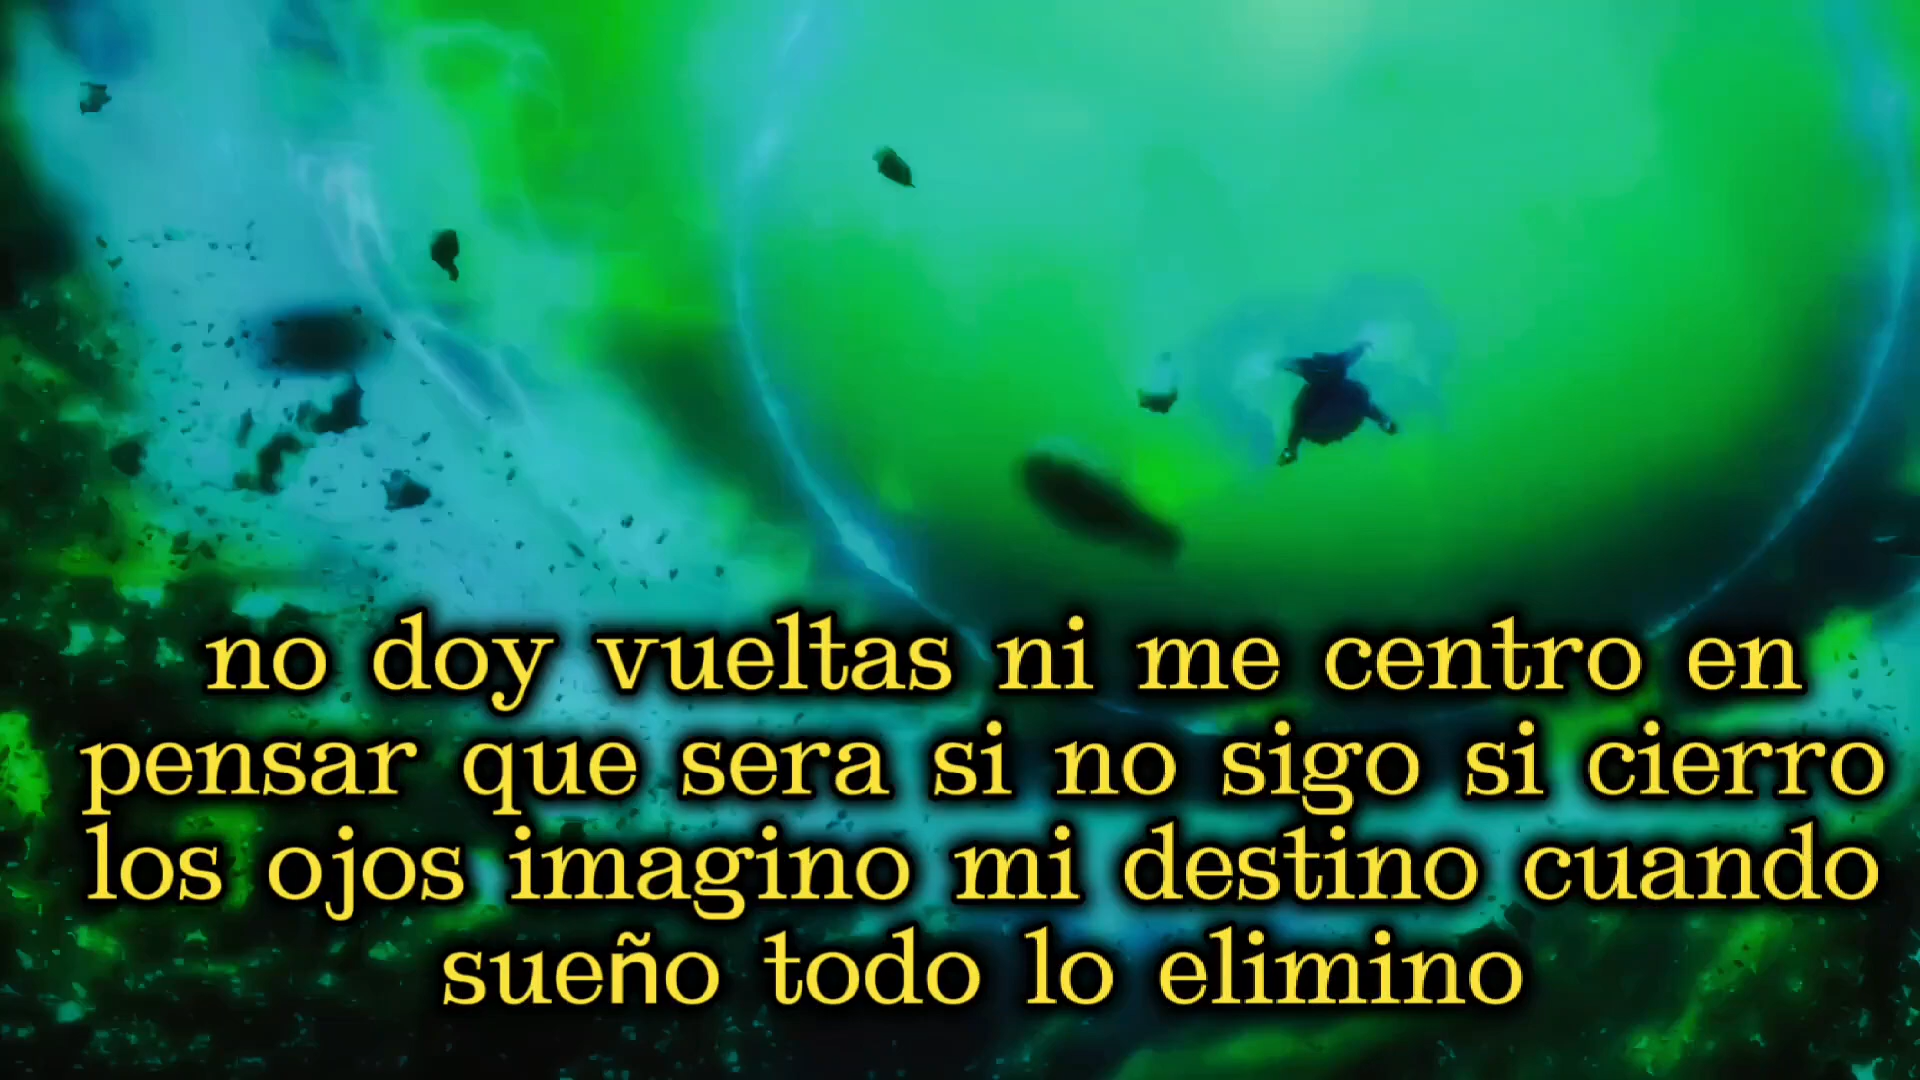 no doy vueltas ni me centro en
pensar que sera si no sigo si cierro
los ojos imagino mi destino cuando
sueño todo lo elimino